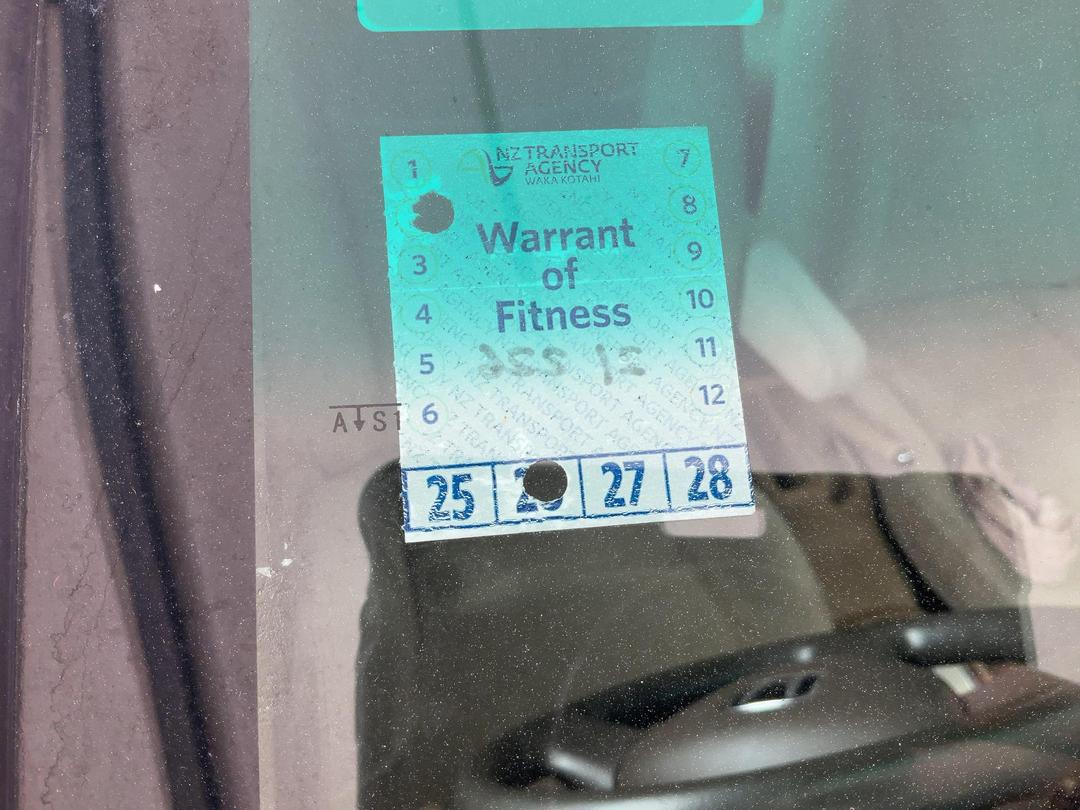 NZ TRANSPORT
AGENCY
WAKA KOTAHI
1
7
8
Warrant
of
Fitness
3
9
4
10
5
11
6
12
25 27 28